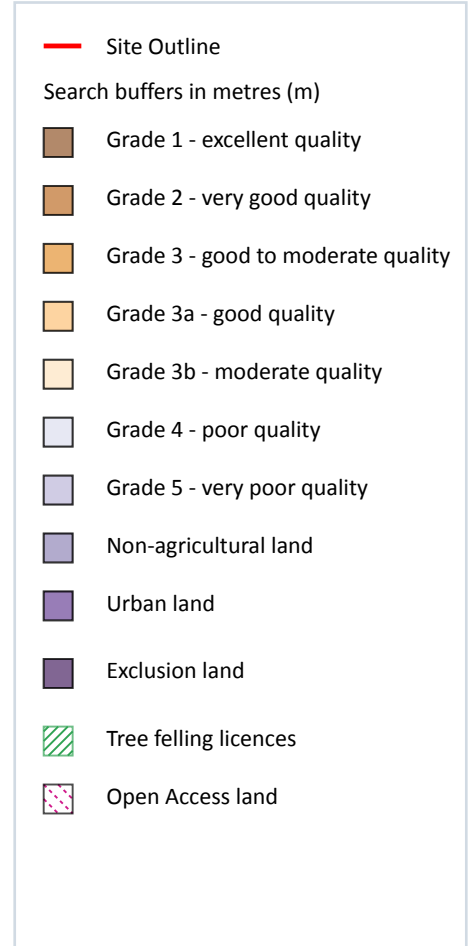 Site Outline
Search buffers in metres (m)
Grade 1 - excellent quality
Grade 2 - very good quality
Grade 3 - good to moderate quality
Grade 3a - good quality
Grade 3b - moderate quality
Grade 4 - poor quality
Grade 5 - very poor quality
Non-agricultural land
Urban land
Exclusion land
Tree felling licences
Open Access land